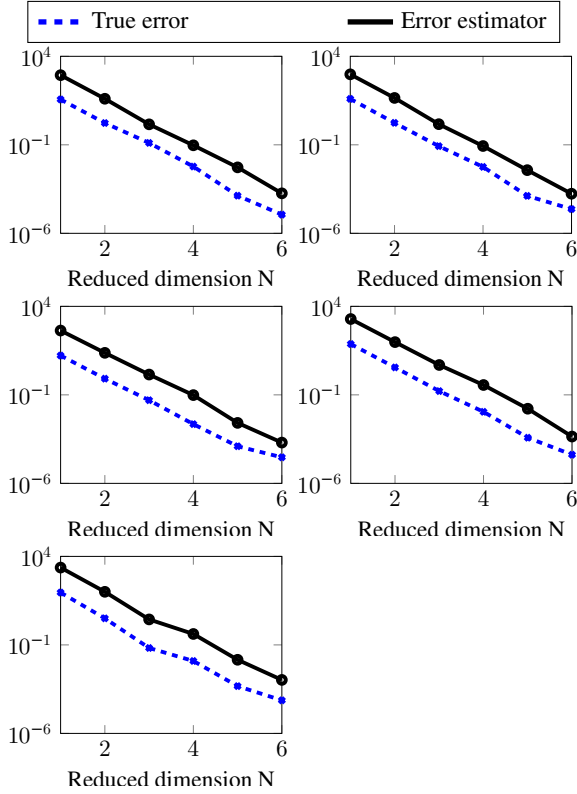 True error Error estimator
10^4 10^4
10^-1 10^-1
10^-6 10^-6
2 4 6 2 4 6
Reduced dimension N Reduced dimension N
10^4 10^4
10^-1 10^-1
10^-6 10^-6
2 4 6 2 4 6
Reduced dimension N Reduced dimension N
10^4
10^-1
10^-6
2 4 6
Reduced dimension N